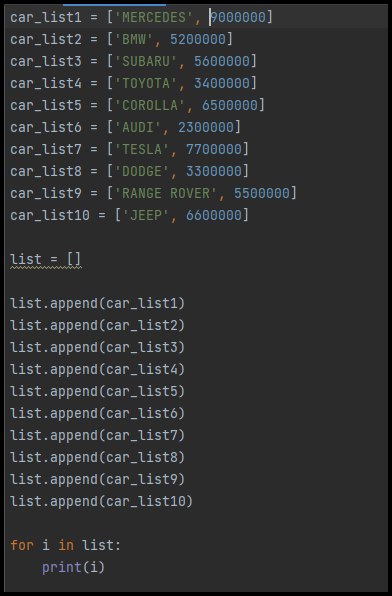 car_list1 = ['MERCEDES', 9000000]
car_list2 = ['BMW', 5200000]
car_list3 = ['SUBARU', 5600000]
car_list4 = ['TOYOTA', 3400000]
car_list5 = ['COROLLA', 6500000]
car_list6 = ['AUDI', 2300000]
car_list7 = ['TESLA', 7700000]
car_list8 = ['DODGE', 3300000]
car_list9 = ['RANGE ROVER', 5500000]
car_list10 = ['JEEP', 6600000]
list = []
list.append(car_list1)
list.append(car_list2)
list.append(car_list3)
list.append(car_list4)
list.append(car_list5)
list.append(car_list6)
list.append(car_list7)
list.append(car_list8)
list.append(car_list9)
list.append(car_list10)
for i in list:
    print(i)